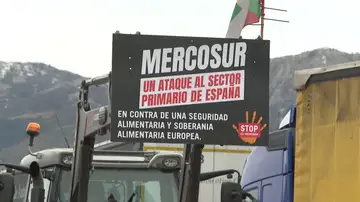 MERCOSUR
UN ATAQUE AL SECTOR
PRIMARIO DE ESPAÑA
EN CONTRA DE UNA SEGURIDAD
ALIMENTARIA Y SOBERANIA
ALIMENTARIA EUROPEA.
STOP